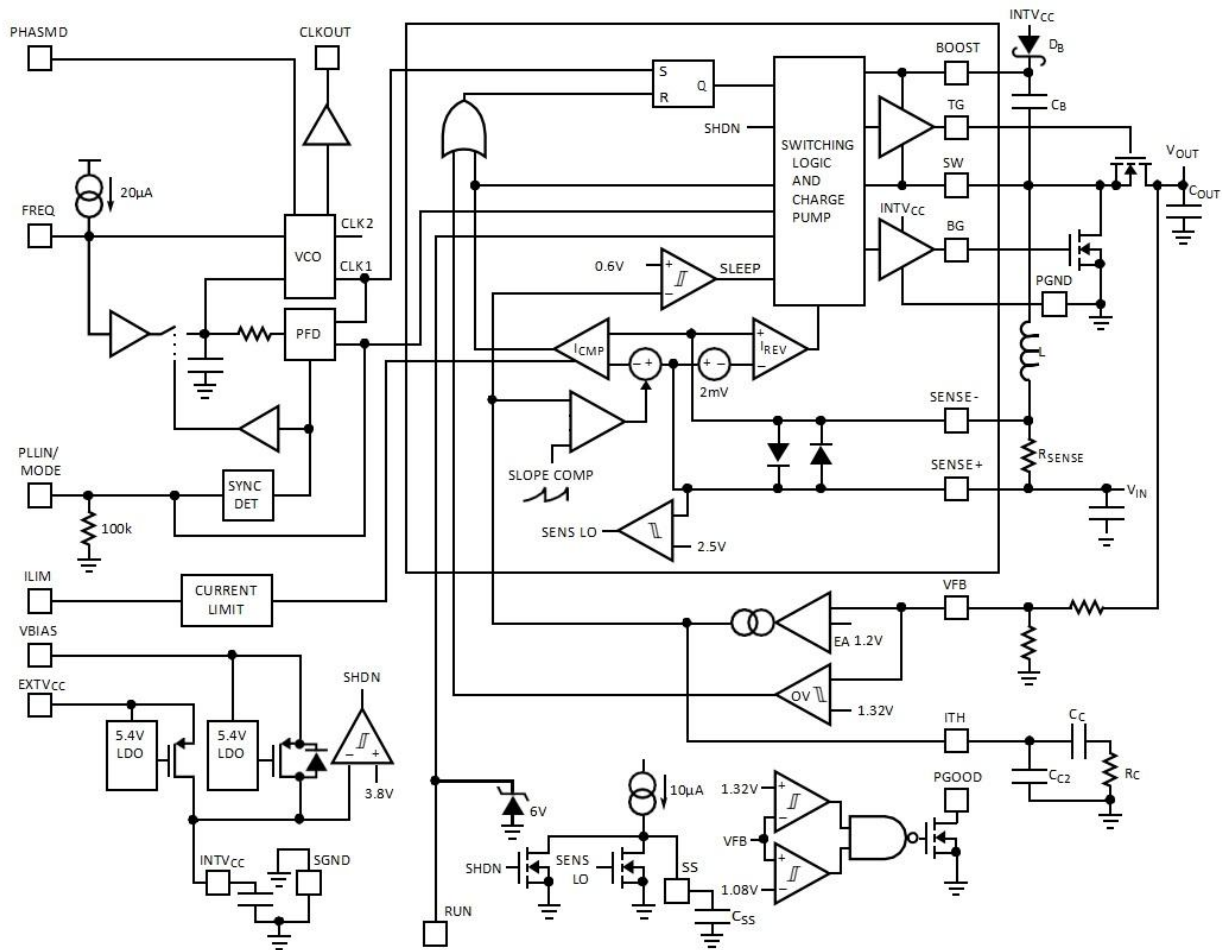 PHASMD
CLKOUT
INTVCC
DB
BOOST
S
R
Q
CB
TG
SHDN
SWITCHING
LOGIC
AND
CHARGE
PUMP
VOUT
20µA
SW
COUT
FREQ
CLK2
INTVCC
BG
VCO
CLK1
0.6V
+
−
SLEEP
PGND
PFD
ICMP
− +
+ −
2mV
+
IREV
−
L
SENSE-
SLOPE COMP
RSENSE
PLLIN/
MODE
SYNC
DET
SENSE+
VIN
100k
SENS LO
2.5V
ILIM
CURRENT
LIMIT
VFB
VBIAS
EA
1.2V
EXTVCC
SHDN
OV
1.32V
5.4V
LDO
5.4V
LDO
−
+
3.8V
ITH
CC
CC2
RC
PGOOD
6V
10µA
1.32V
+
−
VFB
SHDN
SENS
LO
SS
+
−
1.08V
INTVCC
SGND
RUN
CSS